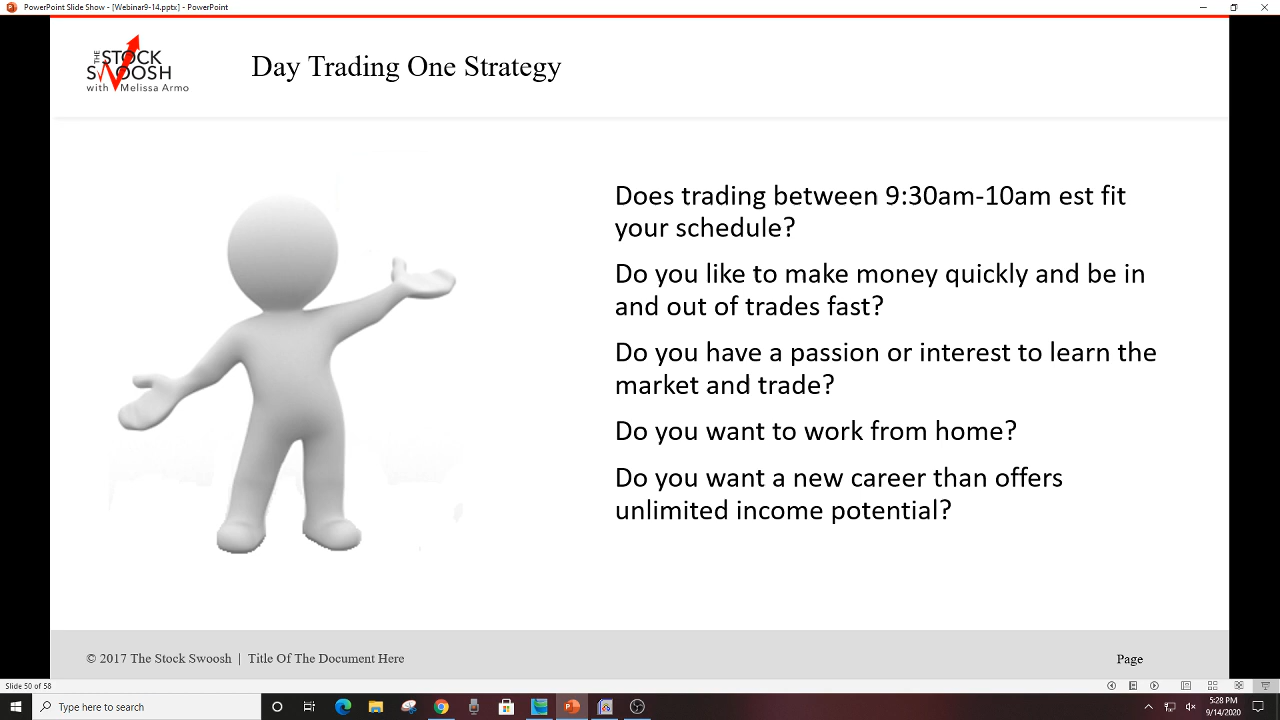 PowerPoint Slide Show - [Webinar9-14.pptx] - PowerPoint
THE
STOCK
SWOOSH
with Melissa Armo
Day Trading One Strategy
Does trading between 9:30am-10am est fit
your schedule?
Do you like to make money quickly and be in
and out of trades fast?
Do you have a passion or interest to learn the
market and trade?
Do you want to work from home?
Do you want a new career than offers
unlimited income potential?
© 2017 The Stock Swoosh | Title Of The Document Here
Page
Slide 50 of 58
Type here to search
5:28 PM
9/14/2020